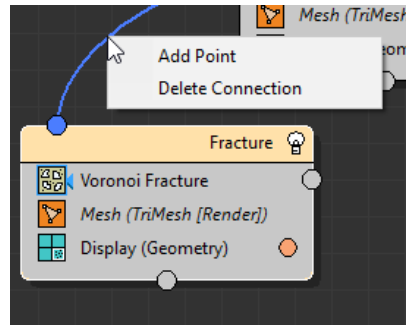 Mesh (TriMesh
Add Point
Delete Connection
Fracture
Voronoi Fracture
Mesh (TriMesh [Render])
Display (Geometry)